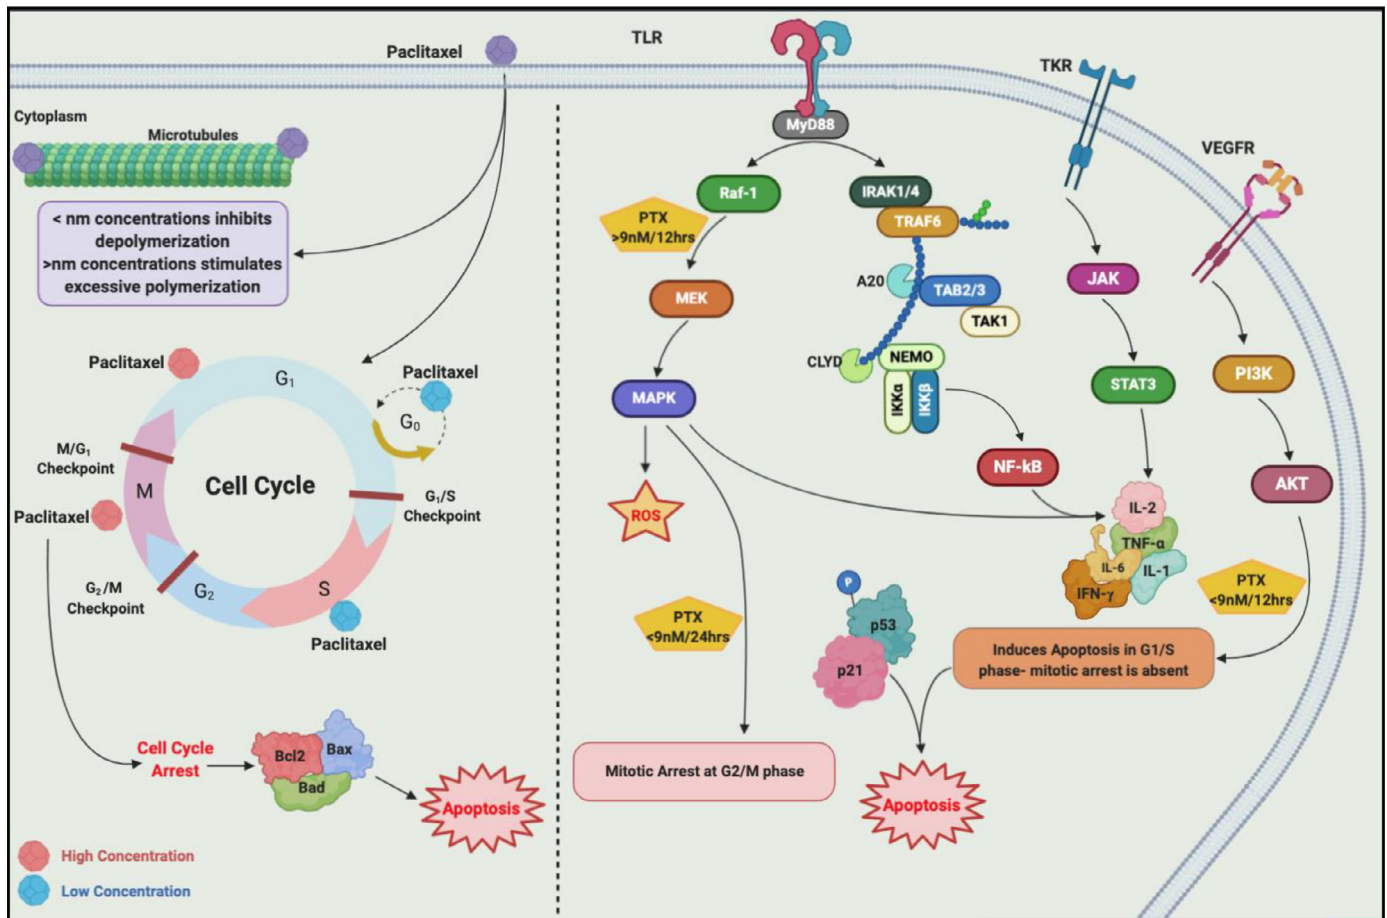 Paclitaxel
TLR
TKR
VEGFR
Cytoplasm
Microtubules
< nm concentrations inhibits
depolymerization
>nm concentrations stimulates
excessive polymerization
Paclitaxel
G₁
Paclitaxel
G₀
M/G₁
Checkpoint
M
Cell Cycle
G₁/S
Checkpoint
Paclitaxel
G₂/M
Checkpoint
G₂
S
Paclitaxel
Cell Cycle
Arrest
Bcl2
Bax
Bad
Apoptosis
High Concentration
Low Concentration
MyD88
Raf-1
PTX
>9nM/12hrs
MEK
MAPK
ROS
PTX
<9nM/24hrs
Mitotic Arrest at G2/M phase
IRAK1/4
TRAF6
A20
TAB2/3
TAK1
CLYD
NEMO
IKKα
IKKβ
NF-kB
JAK
STAT3
PI3K
AKT
IL-2
TNF-α
IL-6
IL-1
IFN-γ
PTX
<9nM/12hrs
P
p53
p21
Induces Apoptosis in G1/S
phase- mitotic arrest is absent
Apoptosis